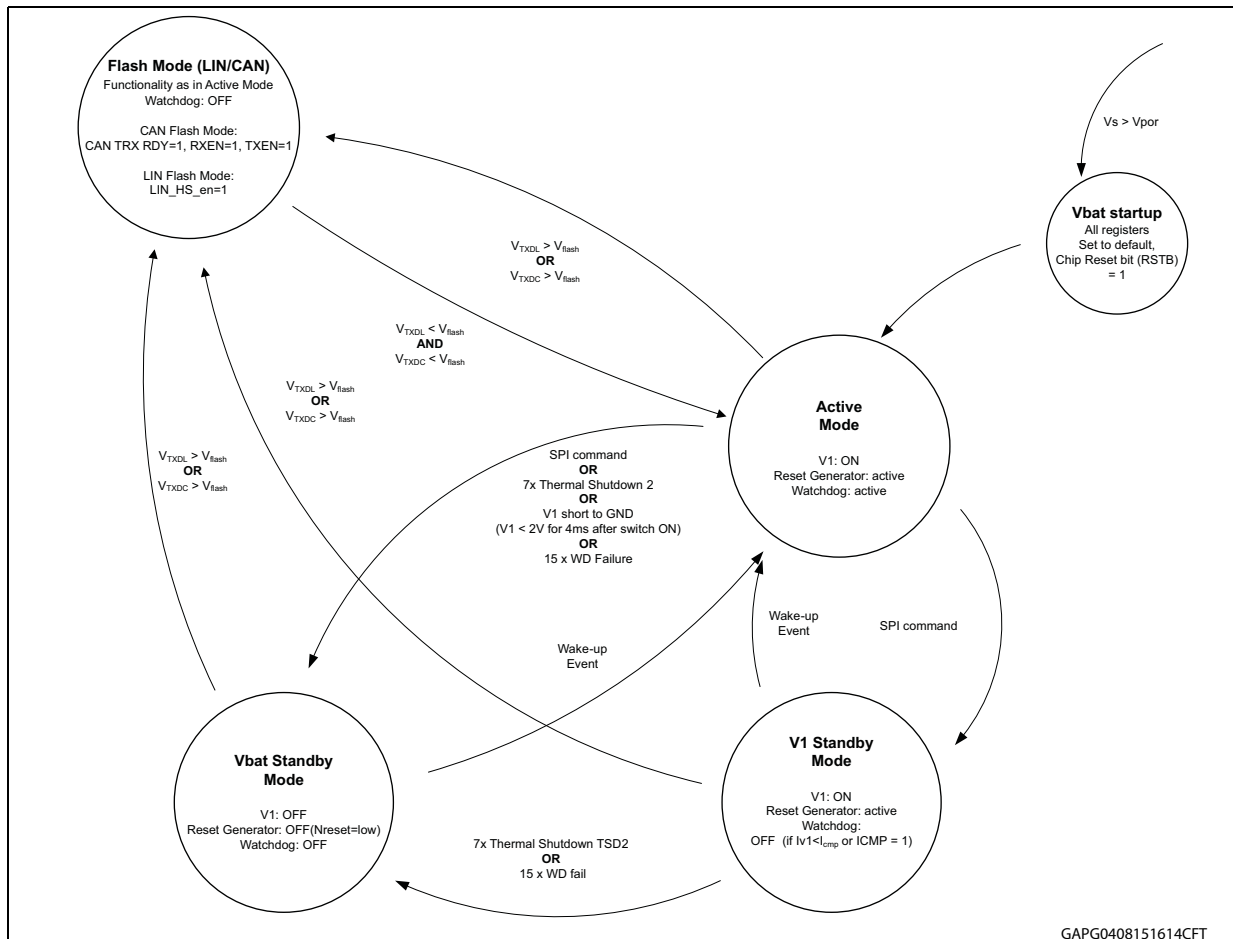 Flash Mode (LIN/CAN)
Functionality as in Active Mode
Watchdog: OFF
CAN Flash Mode:
CAN TRX RDY=1, RXEN=1, TXEN=1
LIN Flash Mode:
LIN_HS_en=1
Vs > Vpor
Vbat startup
All registers
Set to default,
Chip Reset bit (RSTB)
= 1
VTXDL > Vflash
OR
VTXDC > Vflash
VTXDL < Vflash
AND
VTXDC < Vflash
VTXDL > Vflash
OR
VTXDC > Vflash
VTXDL > Vflash
OR
VTXDC > Vflash
Active
Mode
V1: ON
Reset Generator: active
Watchdog: active
SPI command
OR
7x Thermal Shutdown 2
OR
V1 short to GND
(V1 < 2V for 4ms after switch ON)
OR
15 x WD Failure
Wake-up
Event
Wake-up
Event
SPI command
Vbat Standby
Mode
V1: OFF
Reset Generator: OFF(Nreset=low)
Watchdog: OFF
V1 Standby
Mode
V1: ON
Reset Generator: active
Watchdog:
OFF (if Iv1<Icmp or ICMP = 1)
7x Thermal Shutdown TSD2
OR
15 x WD fail
GAPG0408151614CFT